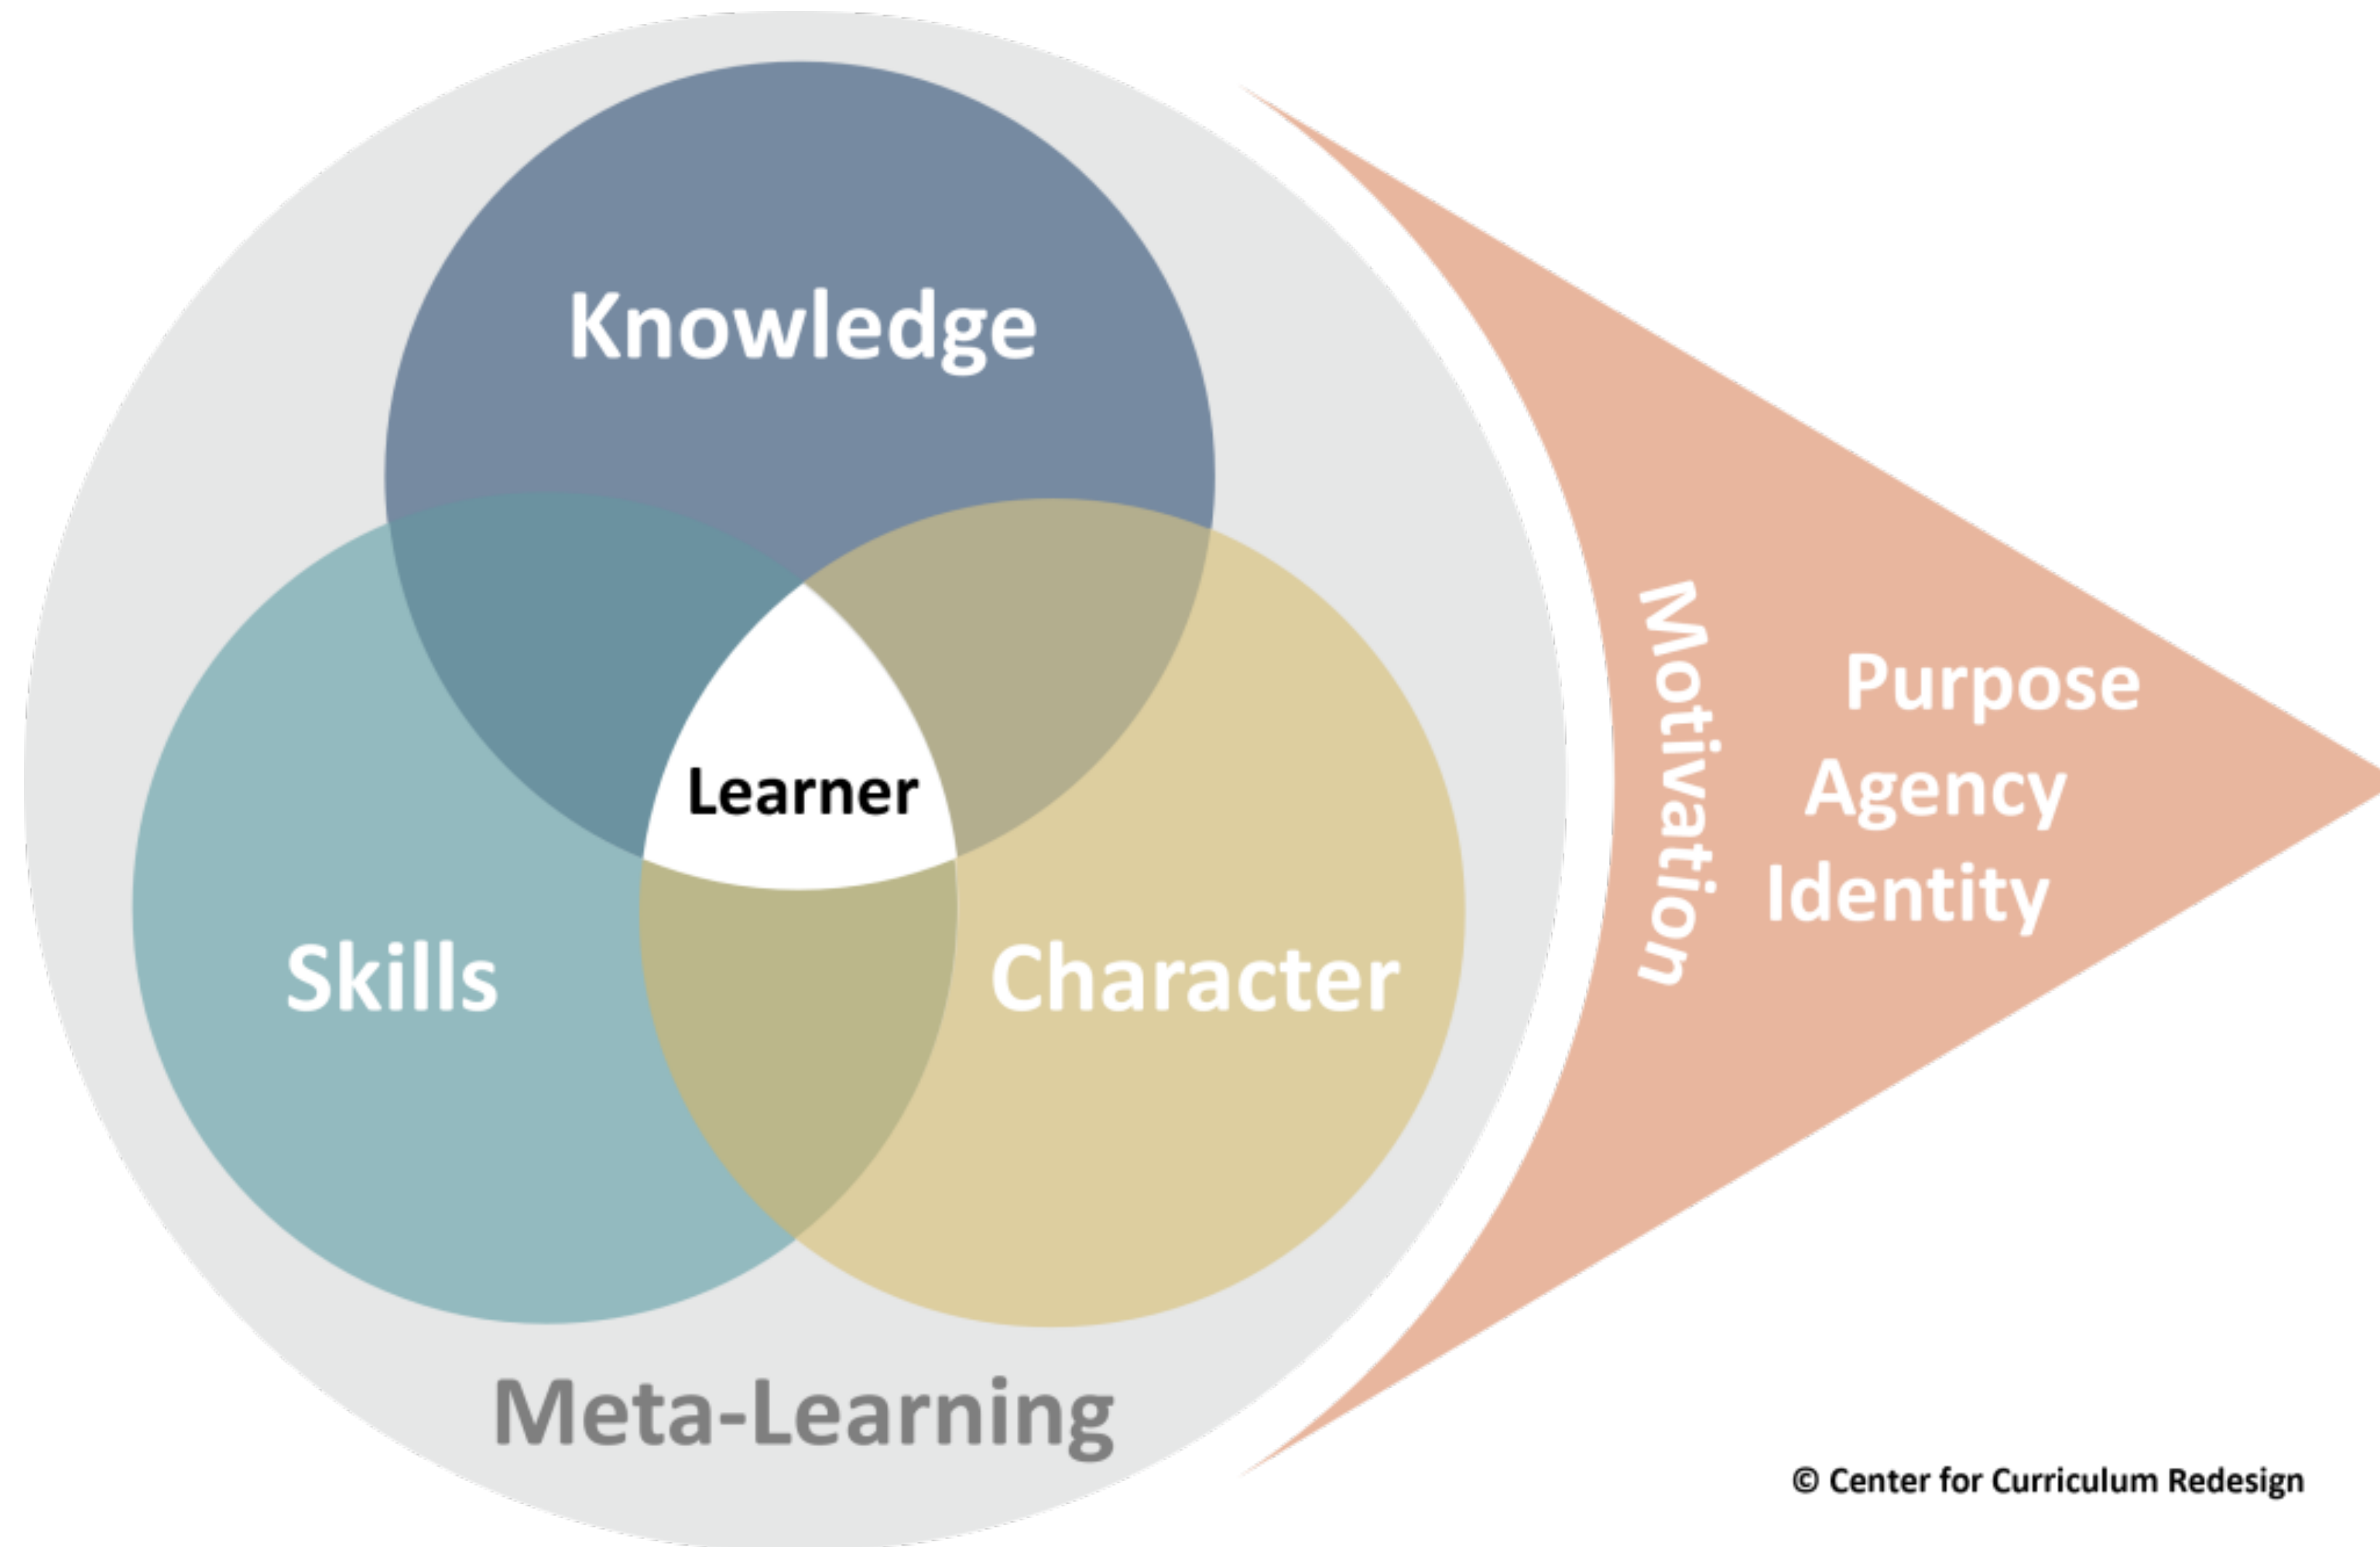 Knowledge
Learner
Skills
Character
Meta-Learning
Motivation
Purpose
Agency
Identity
© Center for Curriculum Redesign